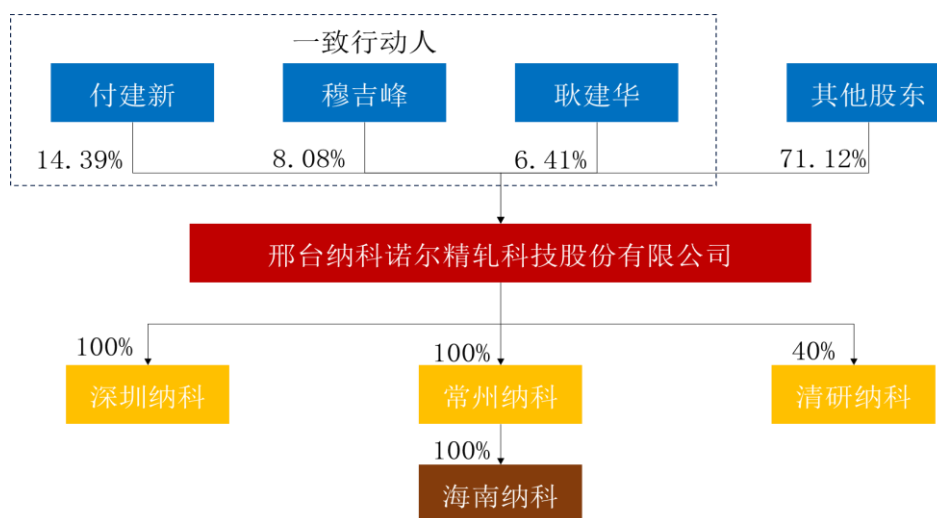 一致行动人
付建新
穆吉峰
耿建华
其他股东
14.39%
8.08%
6.41%
71.12%
邢台纳科诺尔精轧科技股份有限公司
100%
100%
40%
深圳纳科
常州纳科
清研纳科
100%
海南纳科